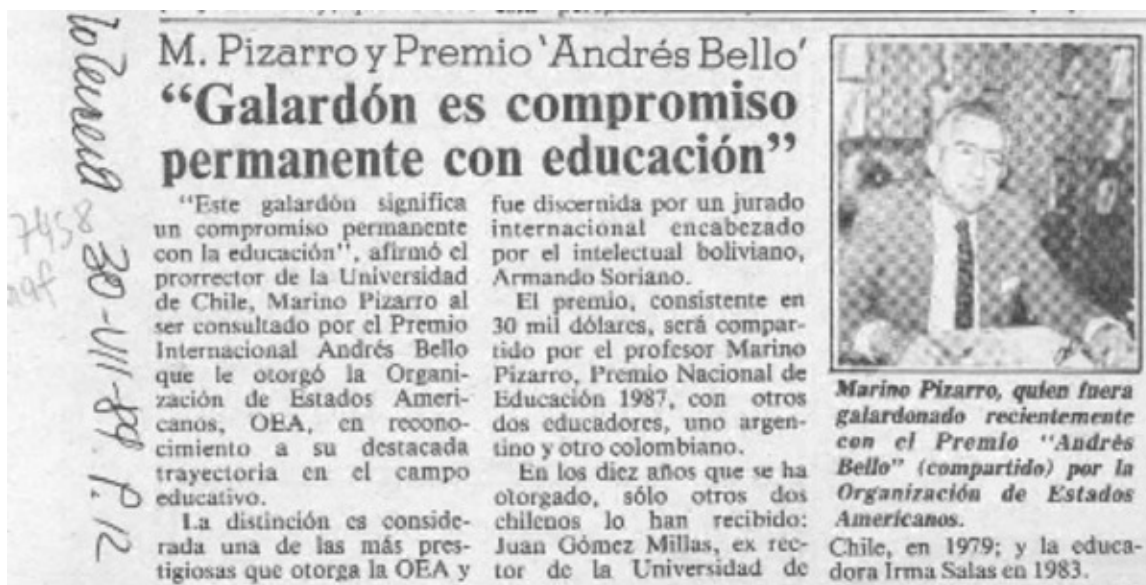 M. Pizarro y Premio 'Andrés Bello'
“Galardón es compromiso
permanente con educación”
“Este galardón significa
un compromiso permanente
con la educación”, afirmó el
prorrector de la Universidad
de Chile, Marino Pizarro al
ser consultado por el Premio
Internacional Andrés Bello
que le otorgó la Organi-
zación de Estados Ameri-
canos, OEA, en recono-
cimiento a su destacada
trayectoria en el campo
educativo.
La distinción es conside-
rada una de las más pres-
tigiosas que otorga la OEA y
fue discernida por un jurado
internacional encabezado
por el intelectual boliviano,
Armando Soriano.
El premio, consistente en
30 mil dólares, será compar-
tido por el profesor Marino
Pizarro, Premio Nacional de
Educación 1987, con otros
dos educadores, uno argen-
tino y otro colombiano.
En los diez años que se ha
otorgado, sólo otros dos
chilenos lo han recibido:
Juan Gómez Millas, ex rec-
tor de la Universidad de
Chile, en 1979; y la educa-
dora Irma Salas en 1983.
Marino Pizarro, quien fuera
galardonado recientemente
con el Premio “Andrés
Bello” (compartido) por la
Organización de Estados
Americanos.
30-VII-89. P. 12
7458